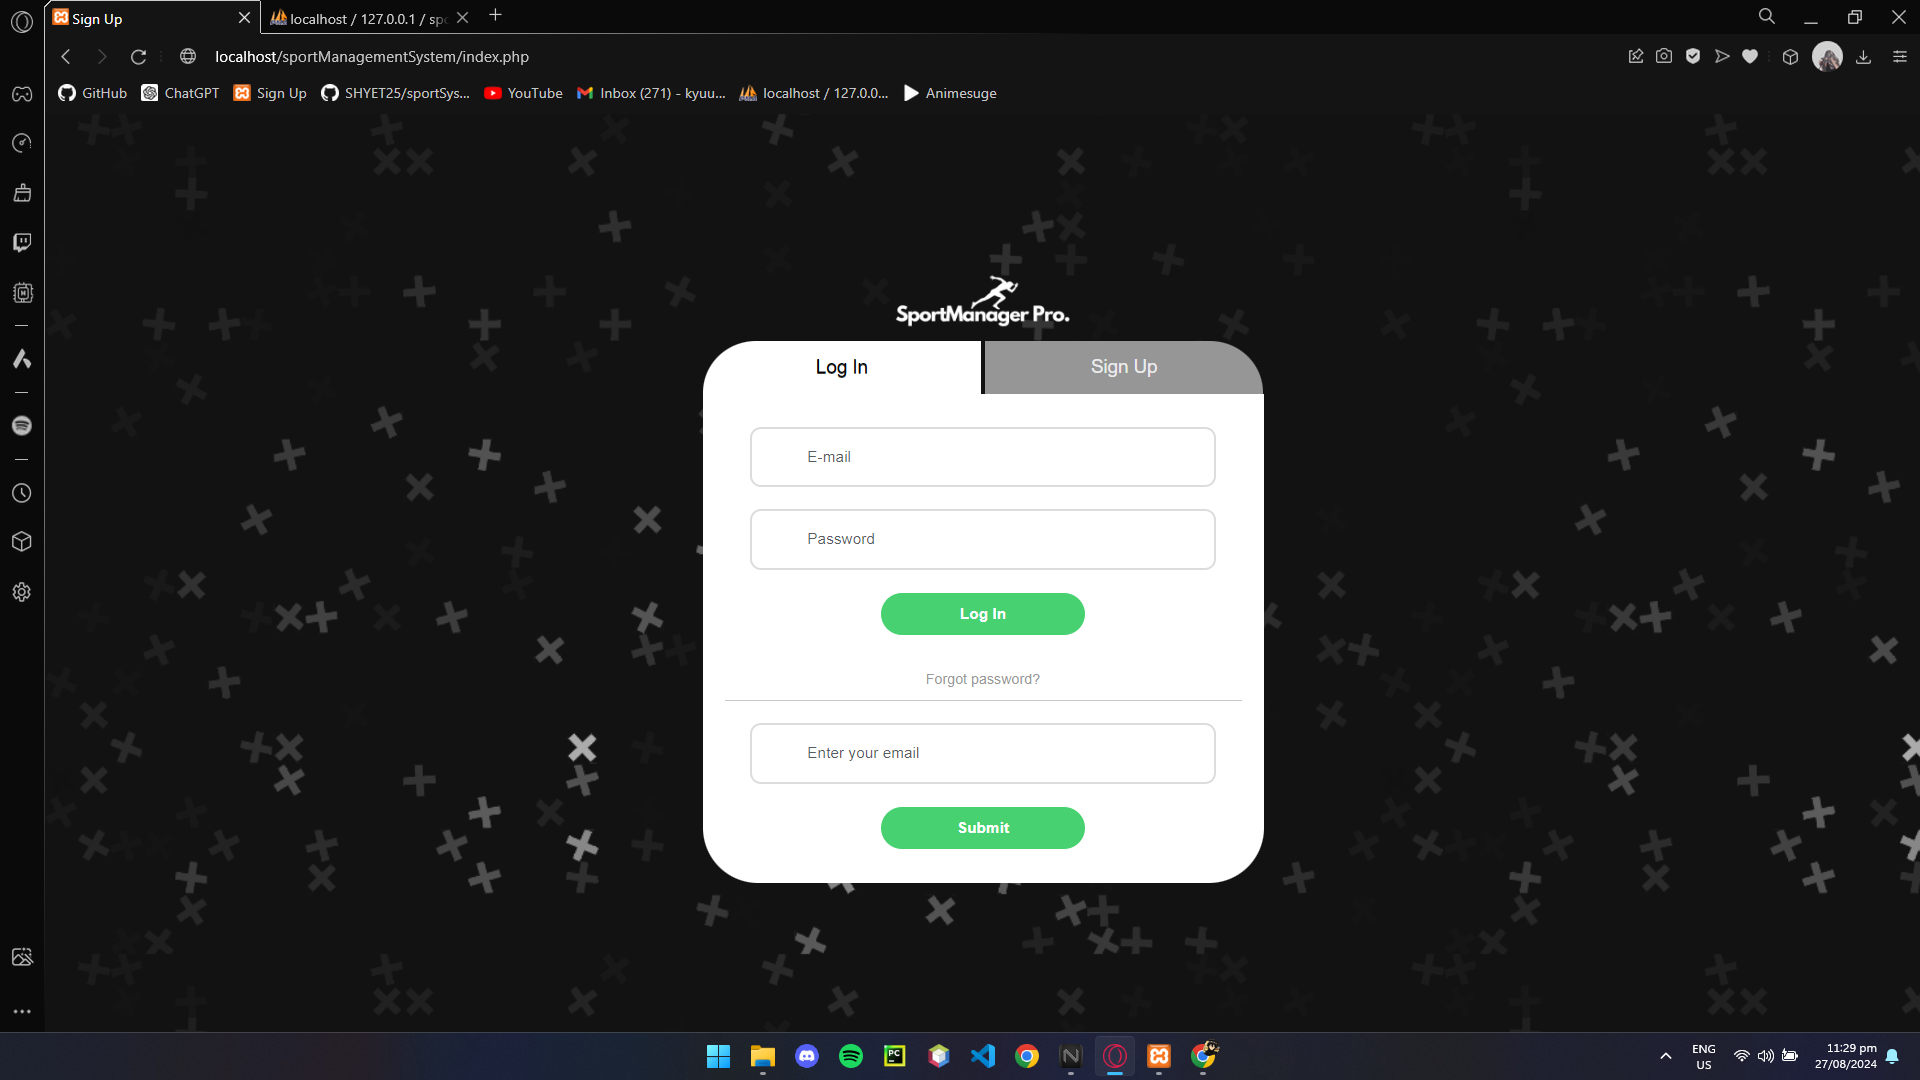 Sign Up
localhost / 127.0.0.1 / spo
localhost/sportManagementSystem/index.php
GitHub
ChatGPT
Sign Up
SHYET25/sportSys...
YouTube
Inbox (271) - kyuu...
localhost / 127.0.0...
Animesuge
SportManager Pro.
Log In
Sign Up
E-mail
Password
Log In
Forgot password?
Enter your email
Submit
PC
N
ENG
US
11:29 pm
27/08/2024